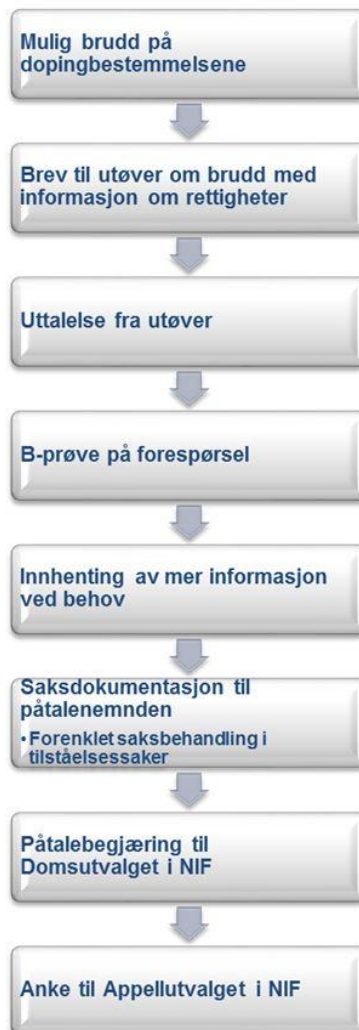 Mulig brudd på
dopingbestemmelsene
Brev til utøver om brudd med
informasjon om rettigheter
Uttalelse fra utøver
B-prøve på forespørsel
Innhenting av mer informasjon
ved behov
Saksdokumentasjon til
påtalenemnden
• Forenklet saksbehandling i
tilståelsessaker
Påtalebegjæring til
Domsutvalget i NIF
Anke til Appellutvalget i NIF